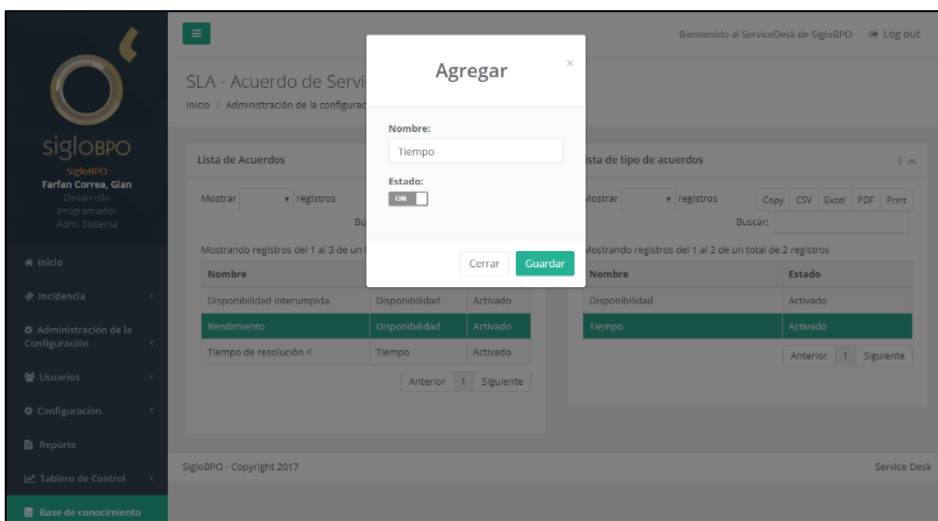 sigloBPO
SigloBPO
Farfan Correa, Gian
Desarrollo
Programador
Adm. Sistema
Inicio
Incidencia
Administración de la
Configuración
Usuarios
Configuración
Reporte
Tablero de Control
Base de conocimiento
Bienvenido al ServiceDesk de SigloBPO
Log out
SLA - Acuerdo de Servi
Inicio / Administración de la configurac
Agregar
×
Nombre:
Tiempo
Estado:
ON
Cerrar
Guardar
Lista de Acuerdos
Mostrar registros
Bu
Mostrando registros del 1 al 3 de un t
Nombre
Disponibilidad interumpida Disponibilidad Activado
Rendimiento Disponibilidad Activado
Tiempo de resolución < Tiempo Activado
Anterior 1 Siguiente
ista de tipo de acuerdos
Mostrar registros
Copy CSV Excel PDF Print
Buscar:
Mostrando registros del 1 al 2 de un total de 2 registros
Nombre Estado
Disponibilidad Activado
Tiempo Activado
Anterior 1 Siguiente
SigloBPO - Copyright 2017
Service Desk